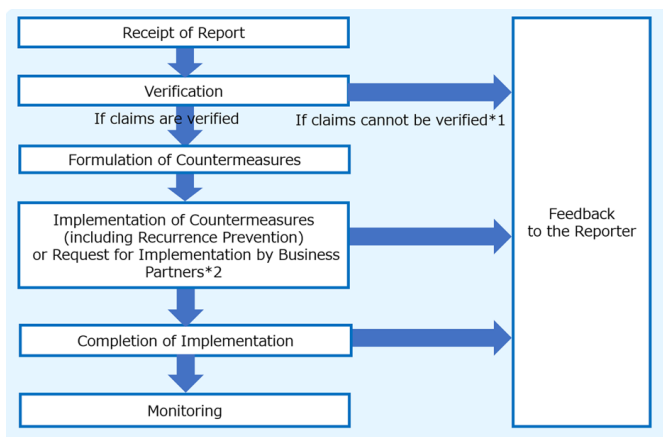 Receipt of Report
Verification
If claims are verified
If claims cannot be verified*1
Formulation of Countermeasures
Implementation of Countermeasures
(including Recurrence Prevention)
or Request for Implementation by Business
Partners*2
Feedback
to the Reporter
Completion of Implementation
Monitoring